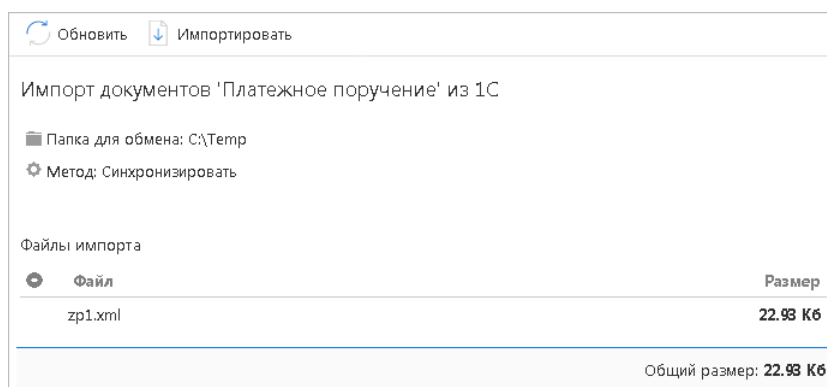 Обновить Импортировать
Импорт документов 'Платежное поручение' из 1С
Папка для обмена: C:\Temp
Метод: Синхронизировать
Файлы импорта
Файл Размер
zp1.xml 22.93 Кб
Общий размер: 22.93 Кб